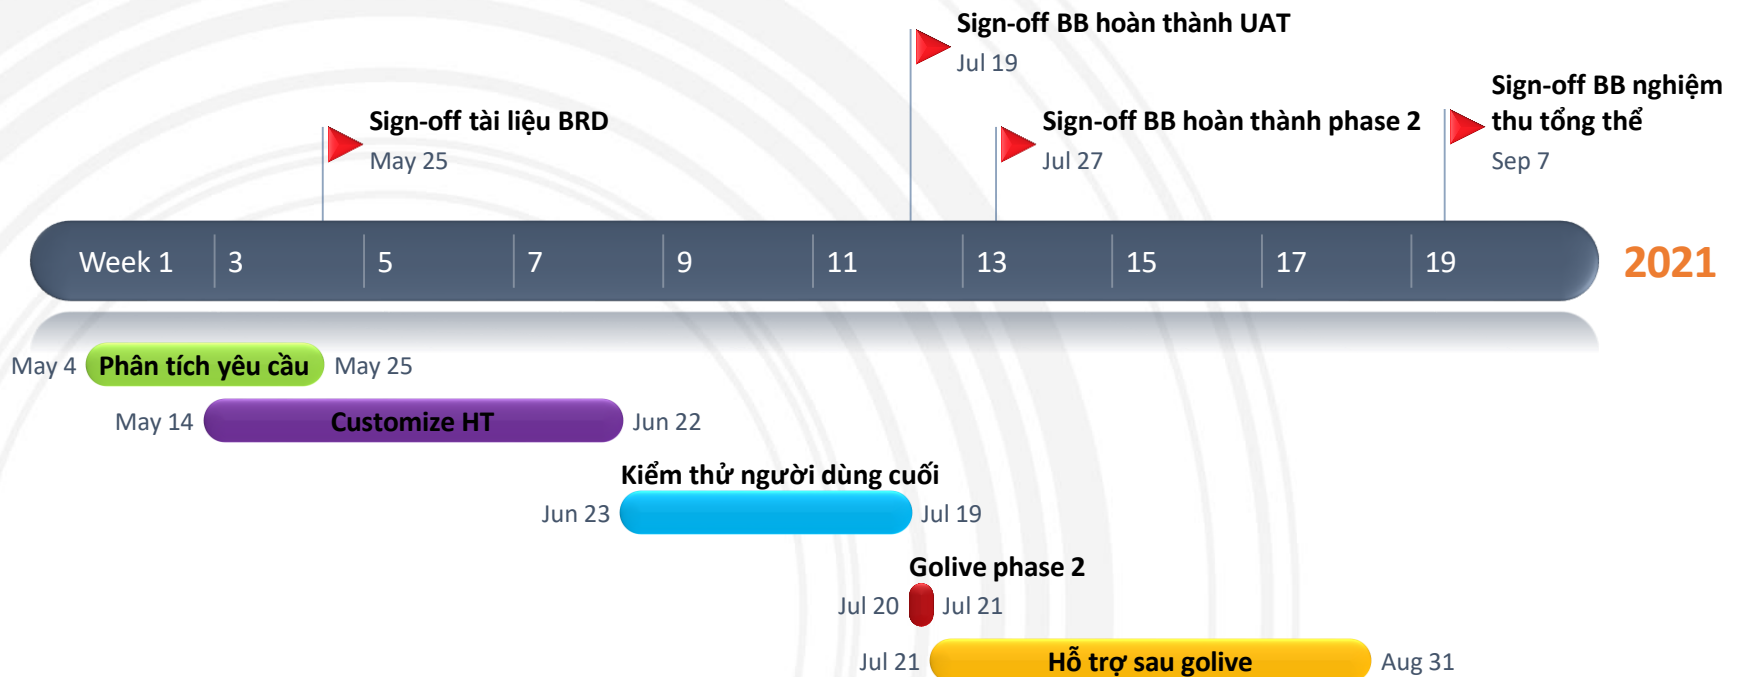 Sign-off BB hoàn thành UAT
Jul 19
Sign-off BB nghiệm
thu tổng thể
Sep 7
Sign-off tài liệu BRD
May 25
Sign-off BB hoàn thành phase 2
Jul 27
Week 1 3 5 7 9 11 13 15 17 19 2021
May 4 Phân tích yêu cầu May 25
May 14 Customize HT Jun 22
Kiểm thử người dùng cuối
Jun 23 Jul 19
Golive phase 2
Jul 20 Jul 21
Jul 21 Hỗ trợ sau golive Aug 31